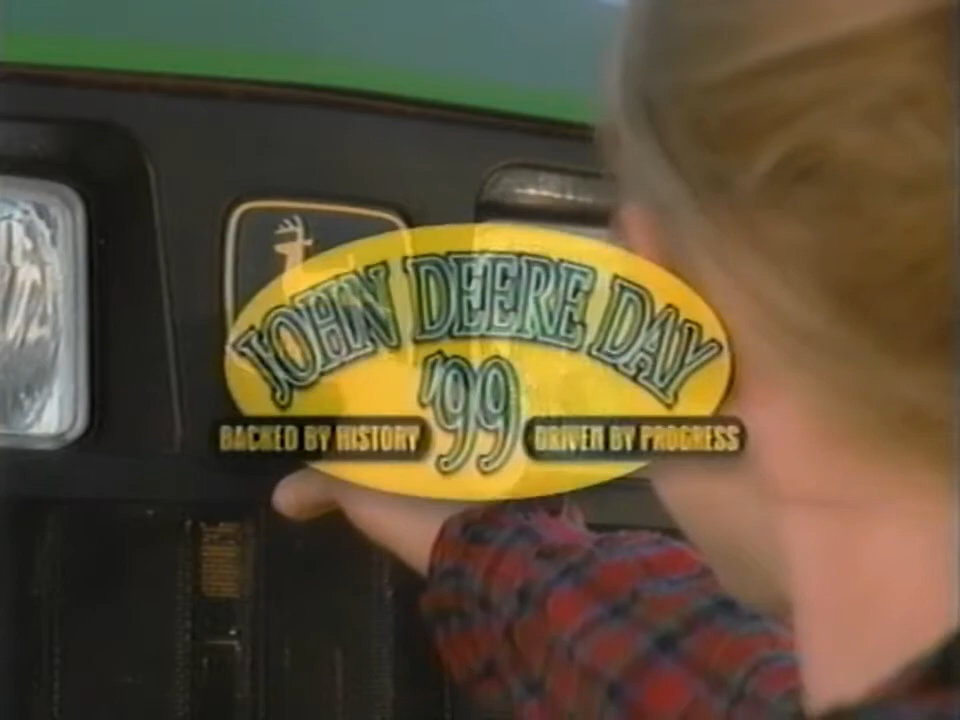 JOHN DEERE DAY
'99
BACKED BY HISTORY
DRIVEN BY PROGRESS